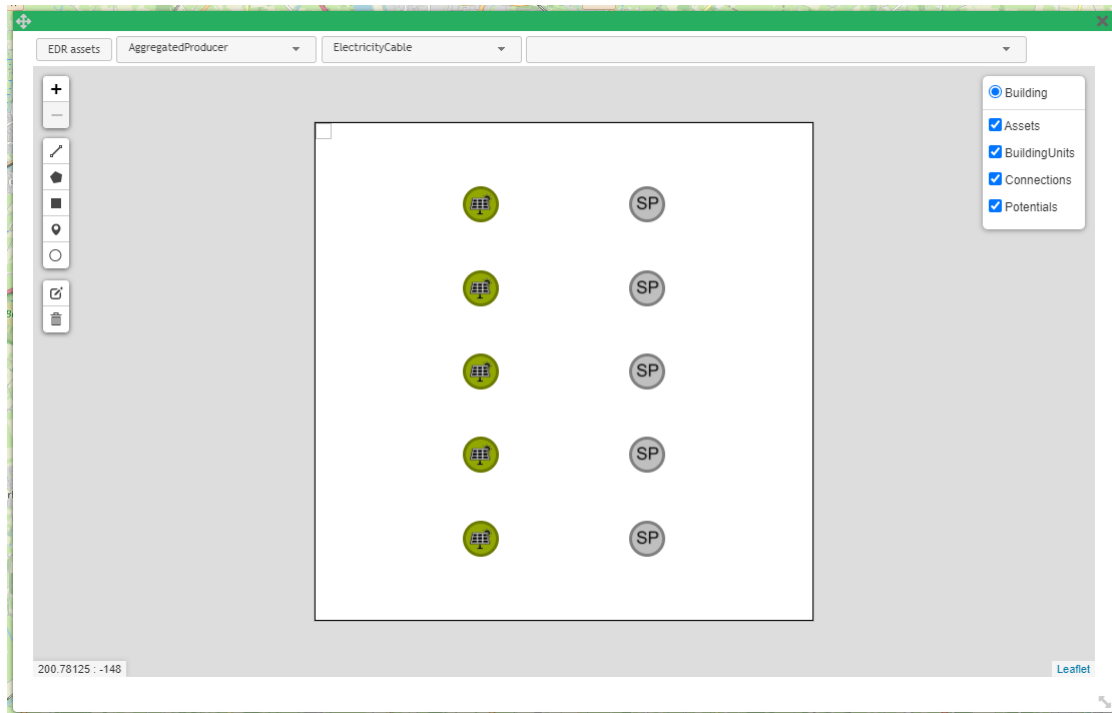 EDR assets AggregatedProducer ElectricityCable
+
Building
−
Assets
BuildingUnits
Connections
Potentials
SP
SP
SP
SP
SP
200.78125 : -148
Leaflet